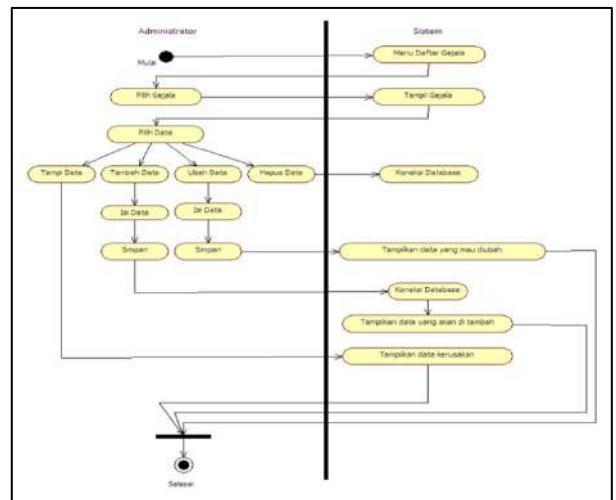 Administrator
Sistem
Mulai
Menu Daftar Gejala
Pilih Gejala
Tampil Gejala
Pilih Data
Tampil Data
Tambah Data
Ubah Data
Hapus Data
Koneksi Database
Isi Data
Isi Data
Simpan
Simpan
Tampilkan data yang mau diubah
Koneksi Database
Tampilkan data yang akan di tambah
Tampilkan data kerusakan
Selesai